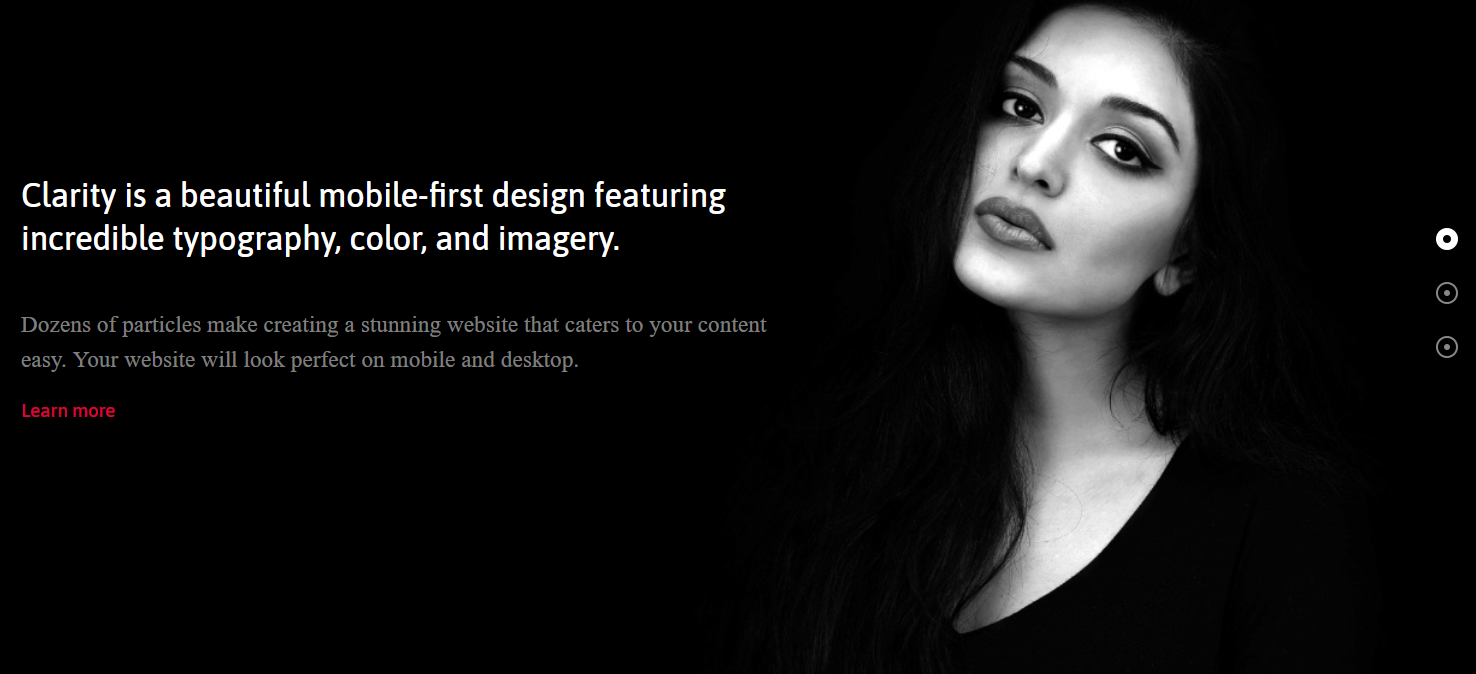 Clarity is a beautiful mobile-first design featuring
incredible typography, color, and imagery.
Dozens of particles make creating a stunning website that caters to your content
easy. Your website will look perfect on mobile and desktop.
Learn more